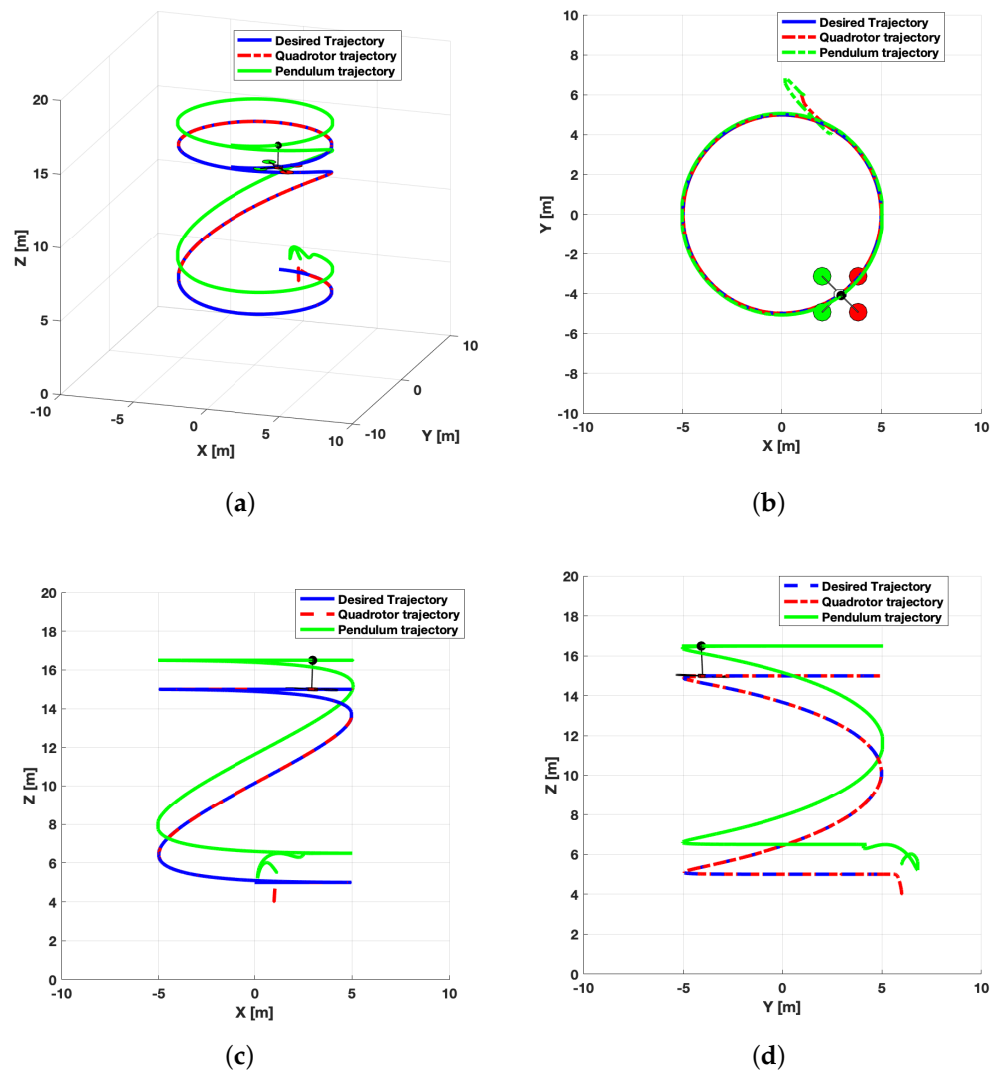 Desired Trajectory
Quadrotor trajectory
Pendulum trajectory
20
15
10
5
0
Z [m]
-10
-5
0
5
10
X [m]
-10
0
10
Y [m]
(a)
Desired Trajectory
Quadrotor trajectory
Pendulum trajectory
10
8
6
4
2
0
-2
-4
-6
-8
-10
Y [m]
-10
-5
0
5
10
X [m]
(b)
Desired Trajectory
Quadrotor trajectory
Pendulum trajectory
20
18
16
14
12
10
8
6
4
2
0
Z [m]
-10
-5
0
5
10
X [m]
(c)
Desired Trajectory
Quadrotor trajectory
Pendulum trajectory
20
18
16
14
12
10
8
6
4
2
0
Z [m]
-10
-5
0
5
10
Y [m]
(d)